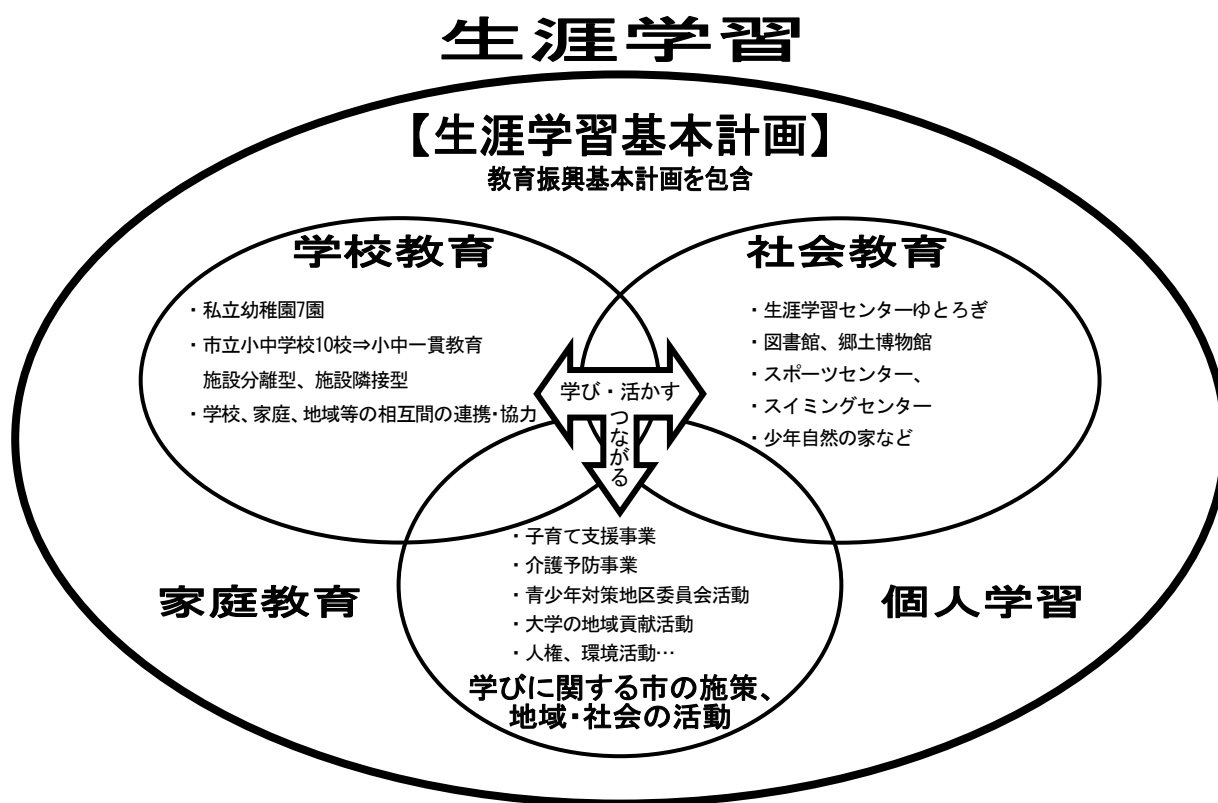 生涯学習
【生涯学習基本計画】
教育振興基本計画を包含
学校教育
・私立幼稚園7園
・市立小中学校10校⇒小中一貫教育
施設分離型、施設隣接型
・学校、家庭、地域等の相互間の連携・協力
社会教育
・生涯学習センターゆとろぎ
・図書館、郷土博物館
・スポーツセンター、
・スイミングセンター
・少年自然の家など
学び・活かす
つながる
・子育て支援事業
・介護予防事業
・青少年対策地区委員会活動
・大学の地域貢献活動
・人権、環境活動…
学びに関する市の施策、
地域・社会の活動
家庭教育
個人学習